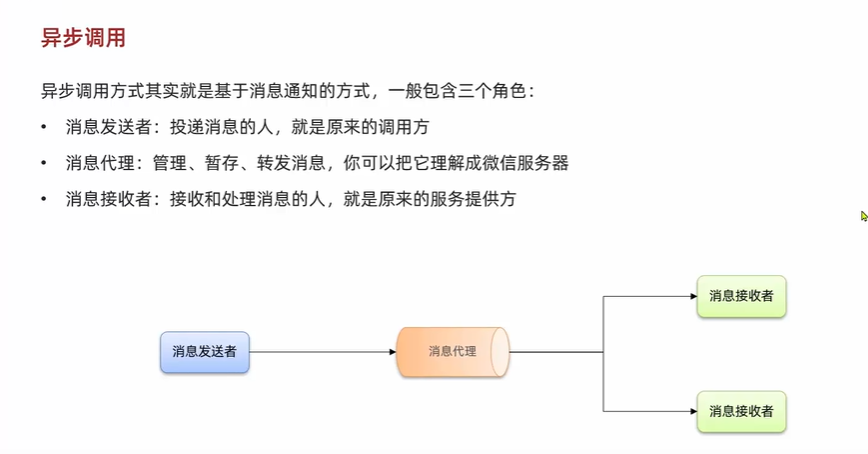 异步调用
异步调用方式其实就是基于消息通知的方式，一般包含三个角色：
• 消息发送者：投递消息的人，就是原来的调用方
• 消息代理：管理、暂存、转发消息，你可以把它理解成微信服务器
• 消息接收者：接收和处理消息的人，就是原来的服务提供方
消息接收者
消息发送者
消息代理
消息接收者